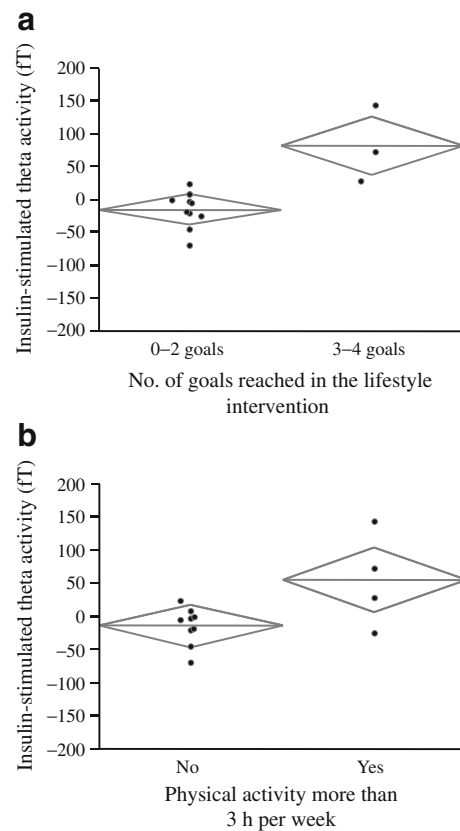 a
Insulin-stimulated theta activity (fT)
200
150
100
50
0
−50
−100
−150
−200
0–2 goals 3–4 goals
No. of goals reached in the lifestyle
intervention
b
Insulin-stimulated theta activity (fT)
200
150
100
50
0
−50
−100
−150
−200
No Yes
Physical activity more than
3 h per week